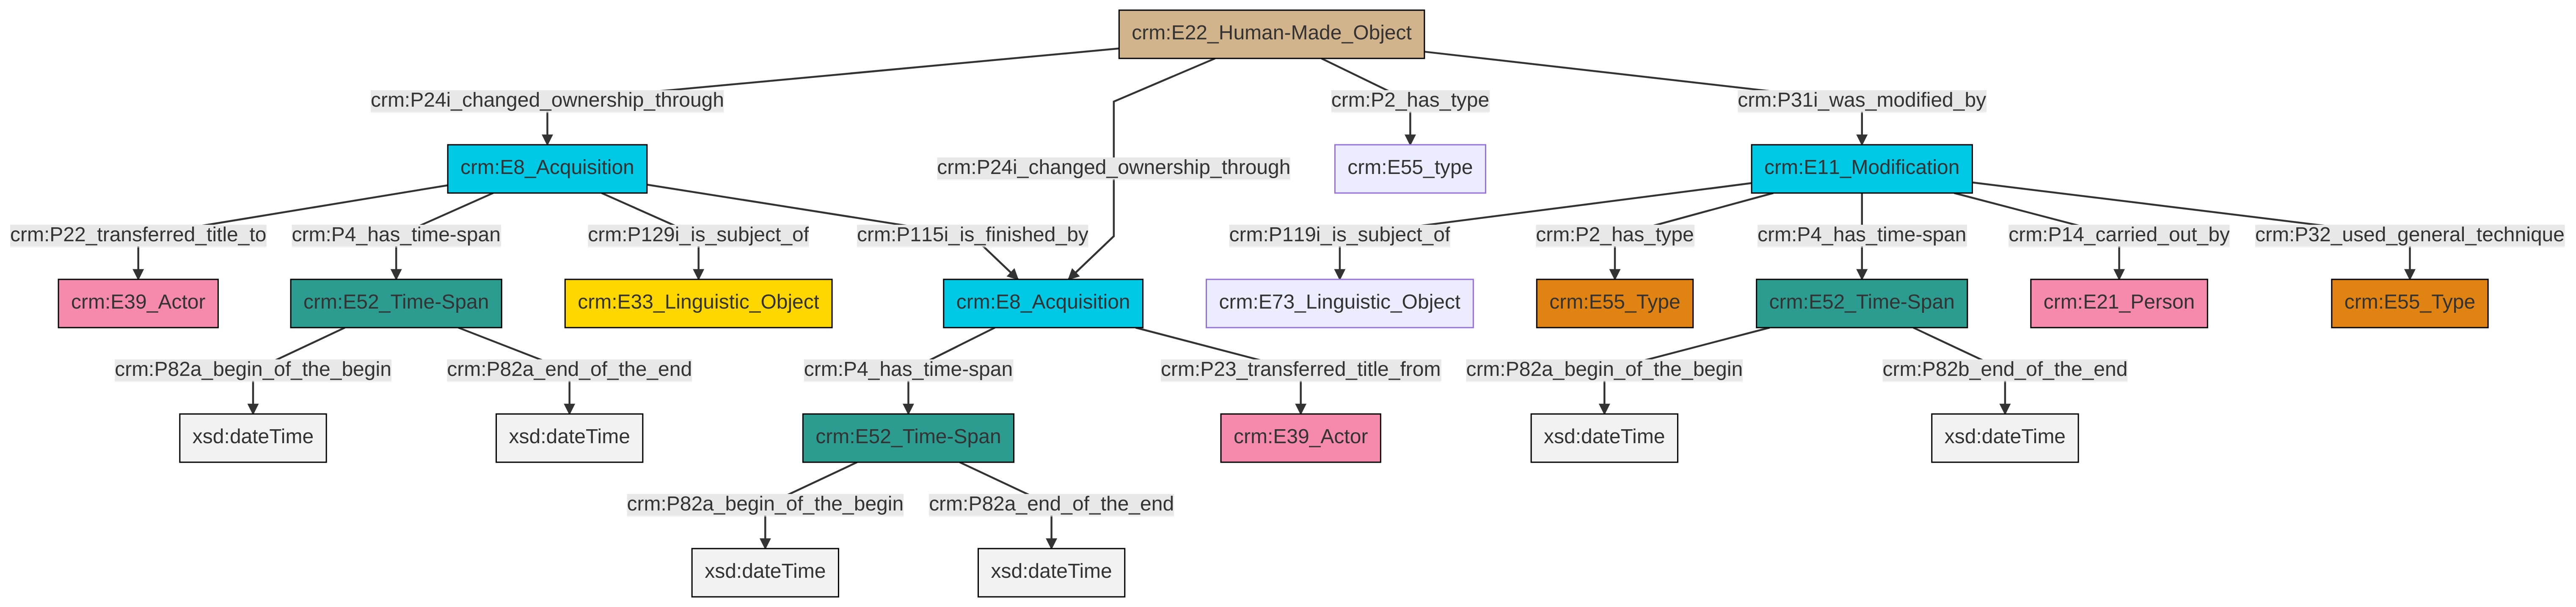 crm:E22_Human-Made_Object
crm:P24i_changed_ownership_through
crm:P2_has_type
crm:P31i_was_modified_by
crm:E8_Acquisition
crm:P24i_changed_ownership_through
crm:E55_type
crm:E11_Modification
crm:P22_transferred_title_to
crm:P4_has_time-span
crm:P129i_is_subject_of
crm:P115i_is_finished_by
crm:P119i_is_subject_of
crm:P2_has_type
crm:P4_has_time-span
crm:P14_carried_out_by
crm:P32_used_general_technique
crm:E39_Actor
crm:E52_Time-Span
crm:E33_Linguistic_Object
crm:E8_Acquisition
crm:E73_Linguistic_Object
crm:E55_Type
crm:E52_Time-Span
crm:E21_Person
crm:E55_Type
crm:P82a_begin_of_the_begin
crm:P82a_end_of_the_end
crm:P4_has_time-span
crm:P23_transferred_title_from
crm:P82a_begin_of_the_begin
crm:P82b_end_of_the_end
xsd:dateTime
xsd:dateTime
crm:E52_Time-Span
crm:E39_Actor
xsd:dateTime
xsd:dateTime
crm:P82a_begin_of_the_begin
crm:P82a_end_of_the_end
xsd:dateTime
xsd:dateTime